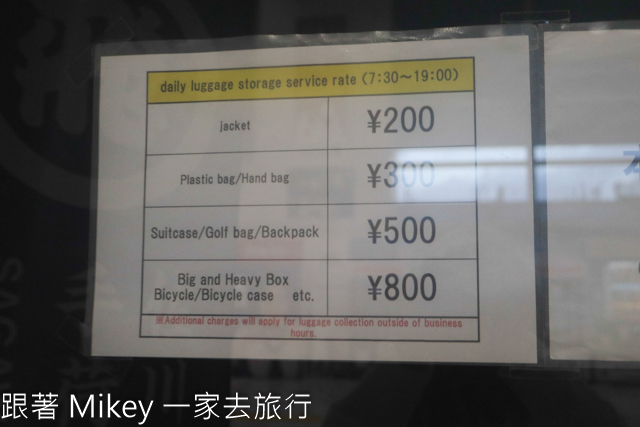 daily luggage storage service rate (7:30～19:00)
jacket ¥200
Plastic bag/Hand bag ¥300
Suitcase/Golf bag/Backpack ¥500
Big and Heavy Box
Bicycle/Bicycle case etc. ¥800
※Additional charges will apply for luggage collection outside of business
hours.
跟著 Mikey 一家去旅行